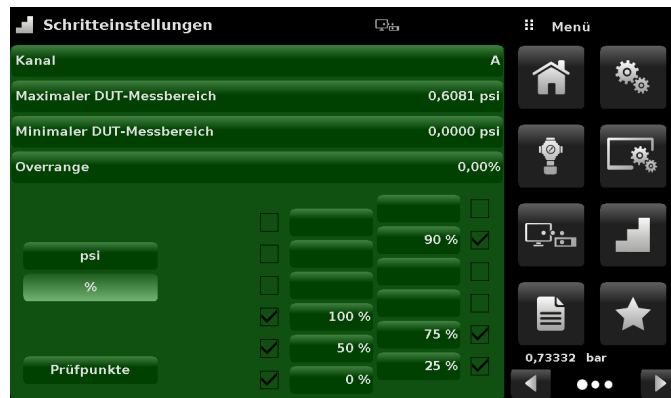 Schritteinstellungen
Menü
Kanal A
Maximaler DUT-Messbereich 0,6081 psi
Minimaler DUT-Messbereich 0,0000 psi
Overrange 0,00%
90 %
psi
%
100 %
75 %
50 %
25 %
Prüfpunkte
0 %
0,73332 bar